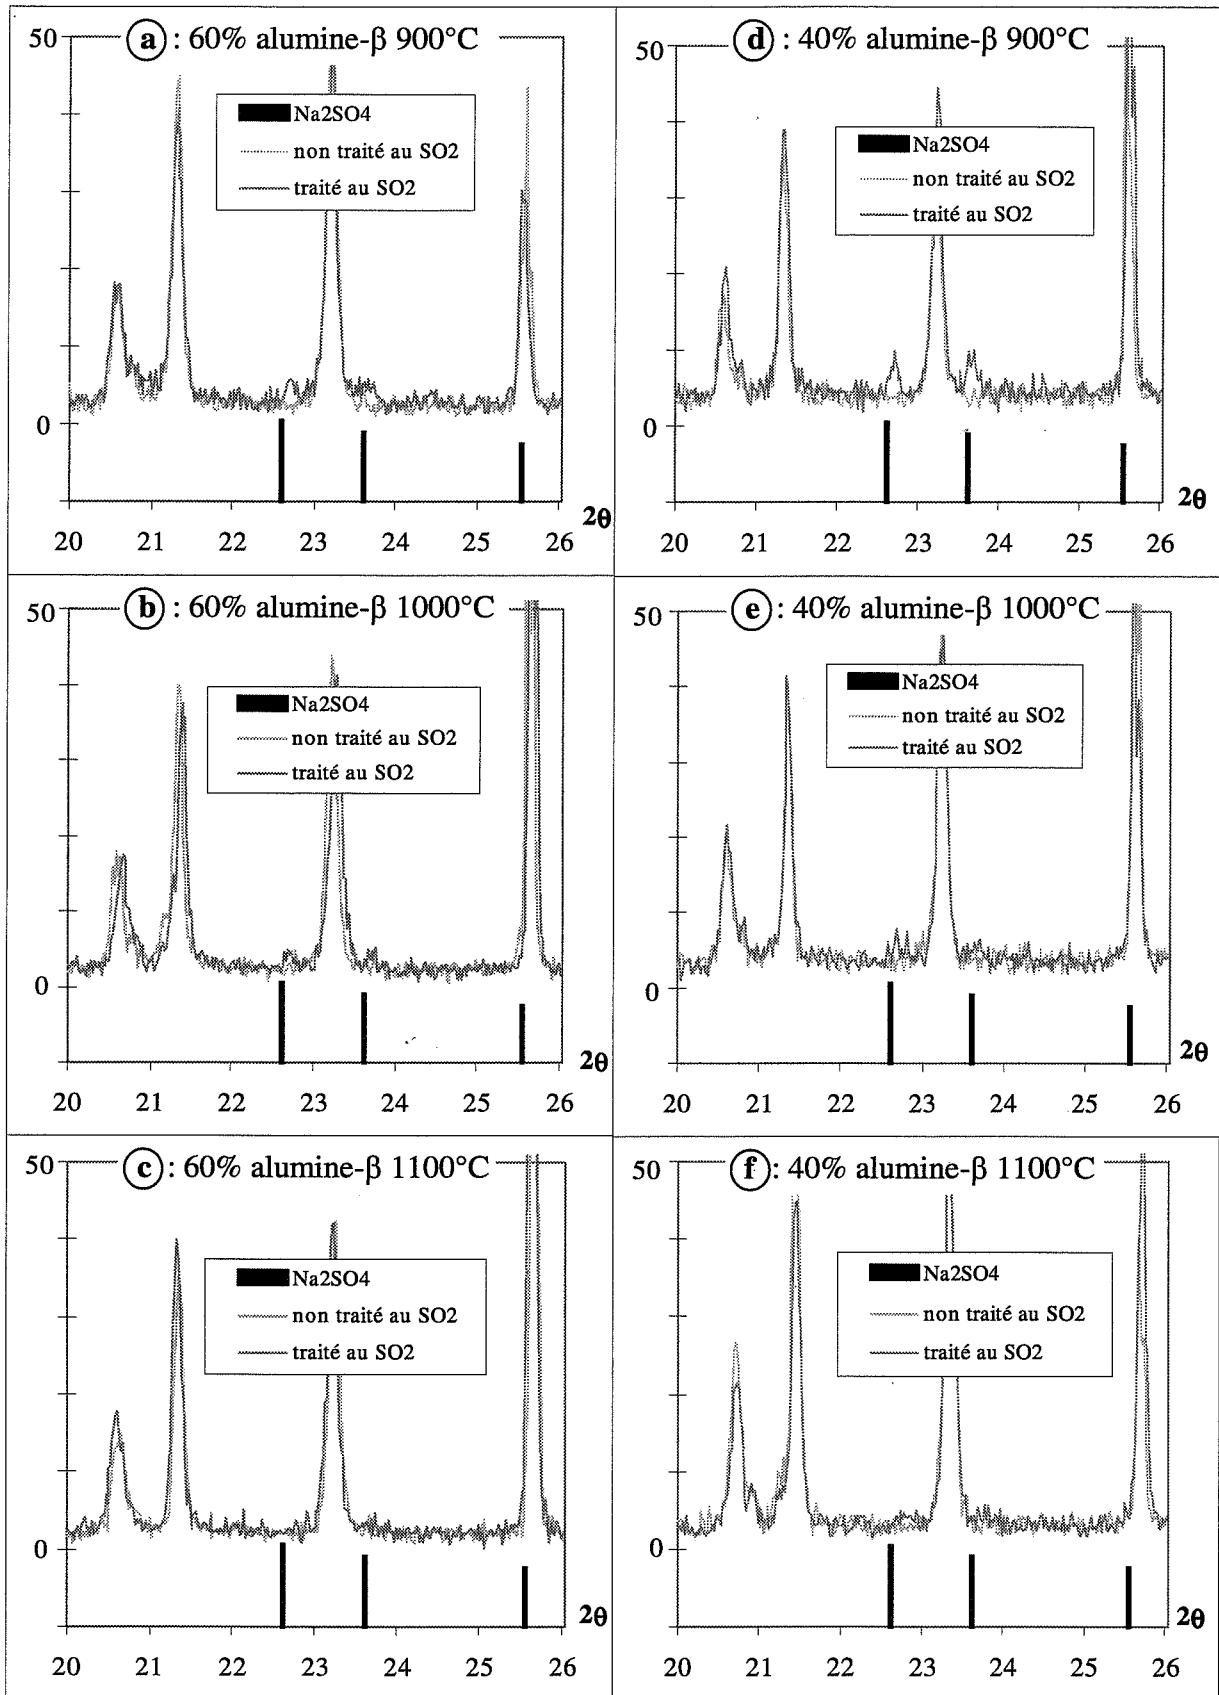 ⓐ : 60% alumine-β 900°C
50
Na2SO4
non traité au SO2
traité au SO2
0
2θ
20 21 22 23 24 25 26
ⓓ : 40% alumine-β 900°C
50
Na2SO4
non traité au SO2
traité au SO2
0
2θ
20 21 22 23 24 25 26
ⓑ : 60% alumine-β 1000°C
50
Na2SO4
non traité au SO2
traité au SO2
0
2θ
20 21 22 23 24 25 26
ⓔ : 40% alumine-β 1000°C
50
Na2SO4
non traité au SO2
traité au SO2
0
2θ
20 21 22 23 24 25 26
ⓒ : 60% alumine-β 1100°C
50
Na2SO4
non traité au SO2
traité au SO2
0
2θ
20 21 22 23 24 25 26
ⓕ : 40% alumine-β 1100°C
50
Na2SO4
non traité au SO2
traité au SO2
0
2θ
20 21 22 23 24 25 26